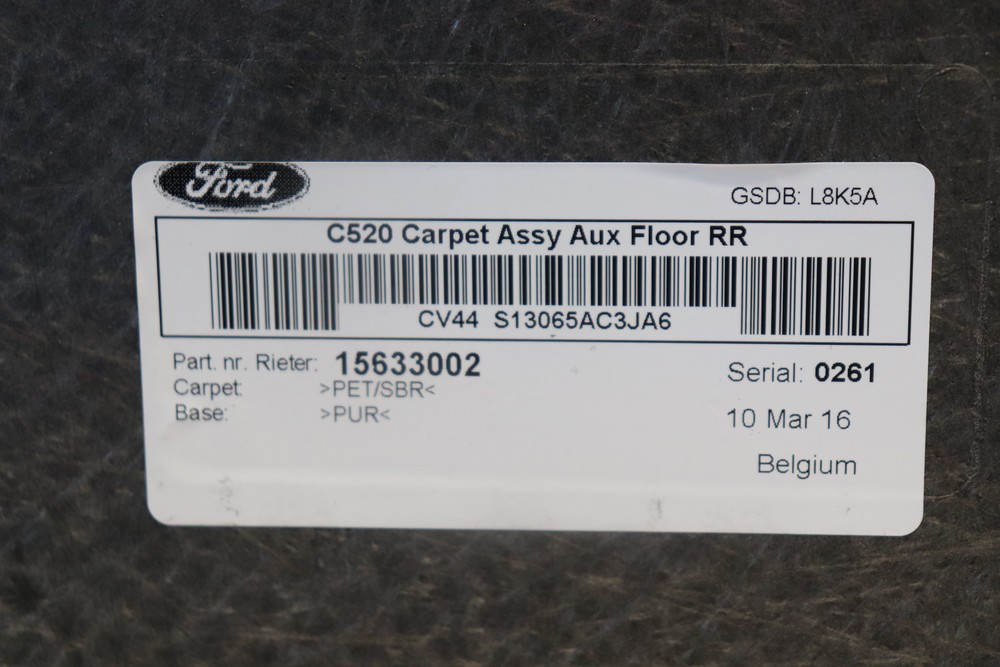 Ford
GSDB: L8K5A
C520 Carpet Assy Aux Floor RR
CV44 S13065AC3JA6
Part. nr. Rieter: 15633002
Carpet: >PET/SBR<
Base: >PUR<
Serial: 0261
10 Mar 16
Belgium